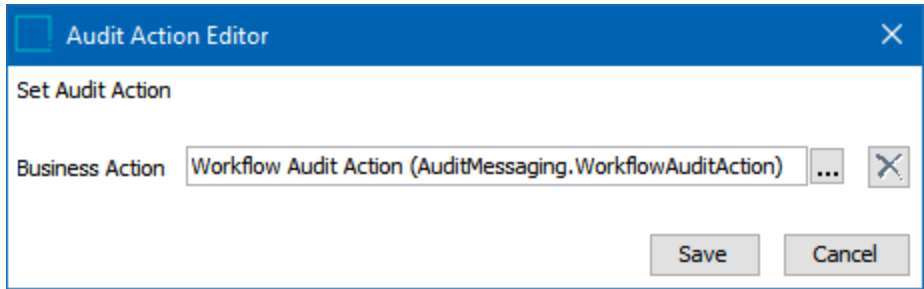 Audit Action Editor
Set Audit Action
Business Action Workflow Audit Action (AuditMessaging.WorkflowAuditAction) ...
Save Cancel